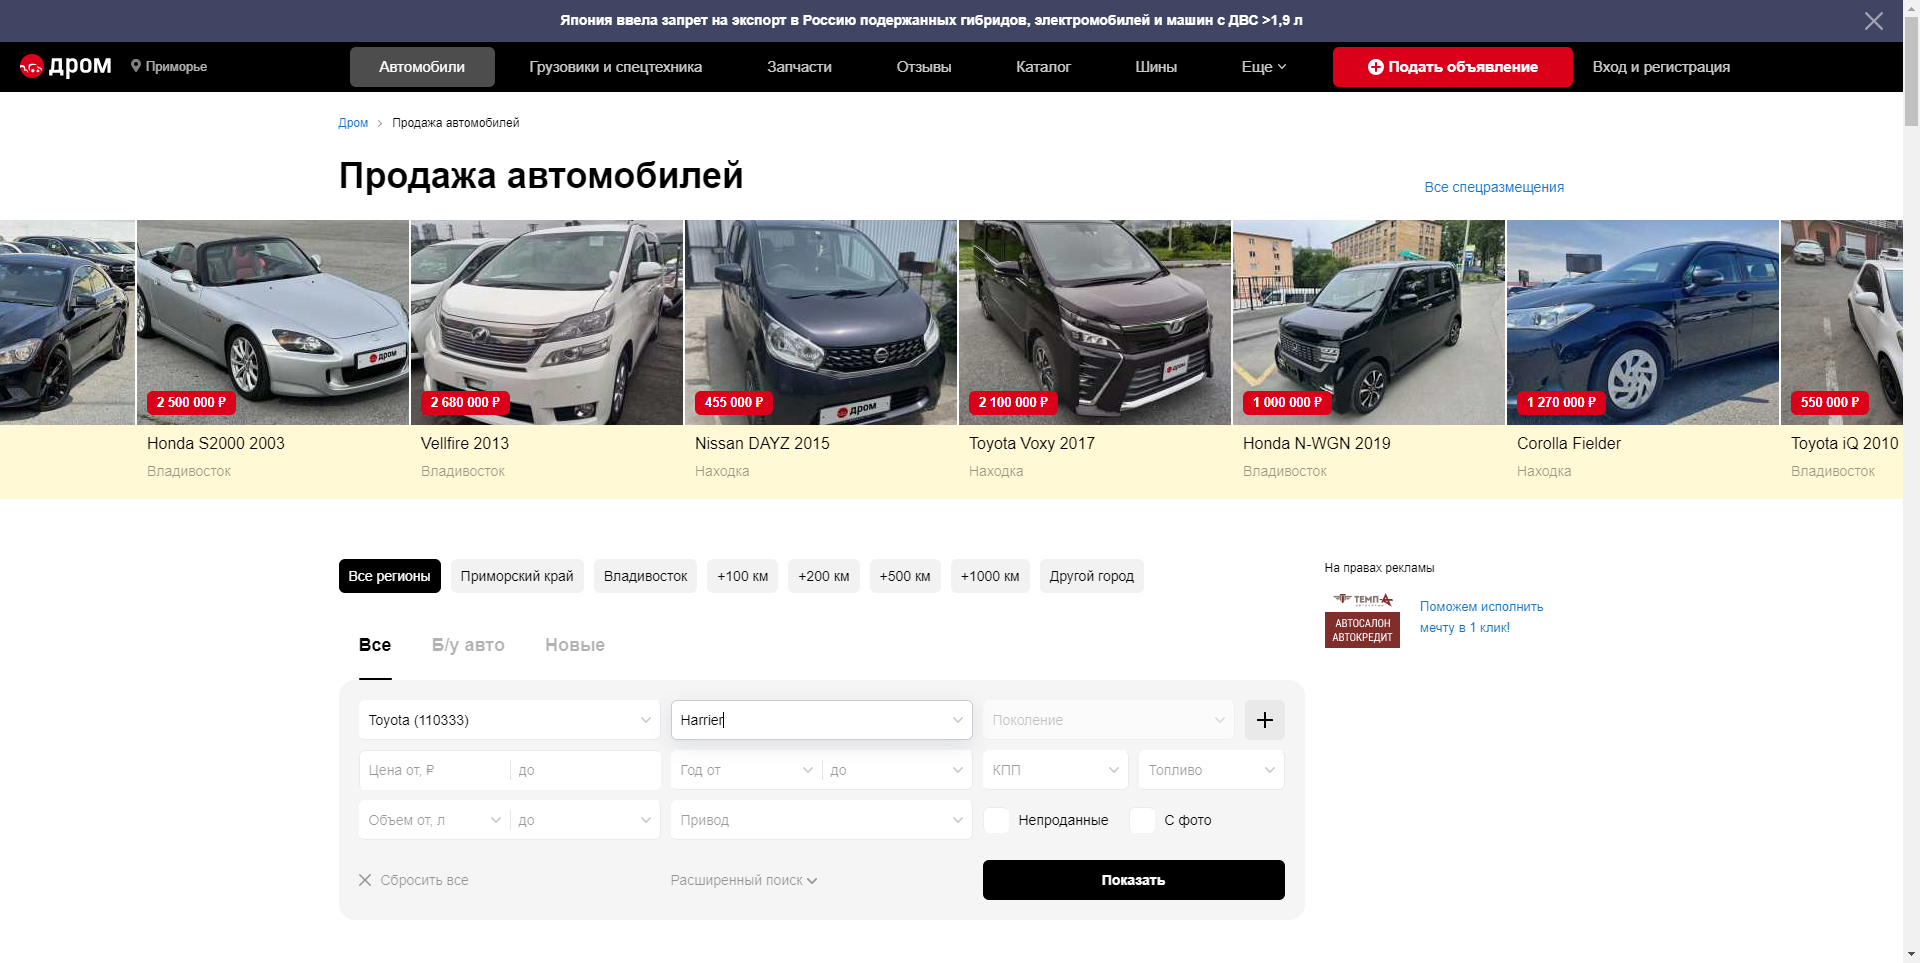 Япония ввела запрет на экспорт в Россию подержанных гибридов, электромобилей и машин с ДВС >1,9 л
дром
Приморье
Автомобили
Грузовики и спецтехника
Запчасти
Отзывы
Каталог
Шины
Еще
Подать объявление
Вход и регистрация
Дром > Продажа автомобилей
Продажа автомобилей
Все спецразмещения
дром
дром
дром
2 500 000 ₽
2 680 000 ₽
455 000 ₽
2 100 000 ₽
1 000 000 ₽
1 270 000 ₽
550 000 ₽
Honda S2000 2003
Владивосток
Vellfire 2013
Владивосток
Nissan DAYZ 2015
Находка
Toyota Voxy 2017
Находка
Honda N-WGN 2019
Владивосток
Corolla Fielder
Находка
Toyota iQ 2010
Владивосток
Все регионы
Приморский край
Владивосток
+100 км
+200 км
+500 км
+1000 км
Другой город
На правах рекламы
ТЕМП-А
АВТОСАЛОН
АВТОКРЕДИТ
Поможем исполнить
мечту в 1 клик!
Все
Б/у авто
Новые
Toyota (110333)
Harrier
Поколение
Цена от, ₽
до
Год от
до
КПП
Топливо
Объем от, л
до
Привод
Непроданные
С фото
Сбросить все
Расширенный поиск
Показать